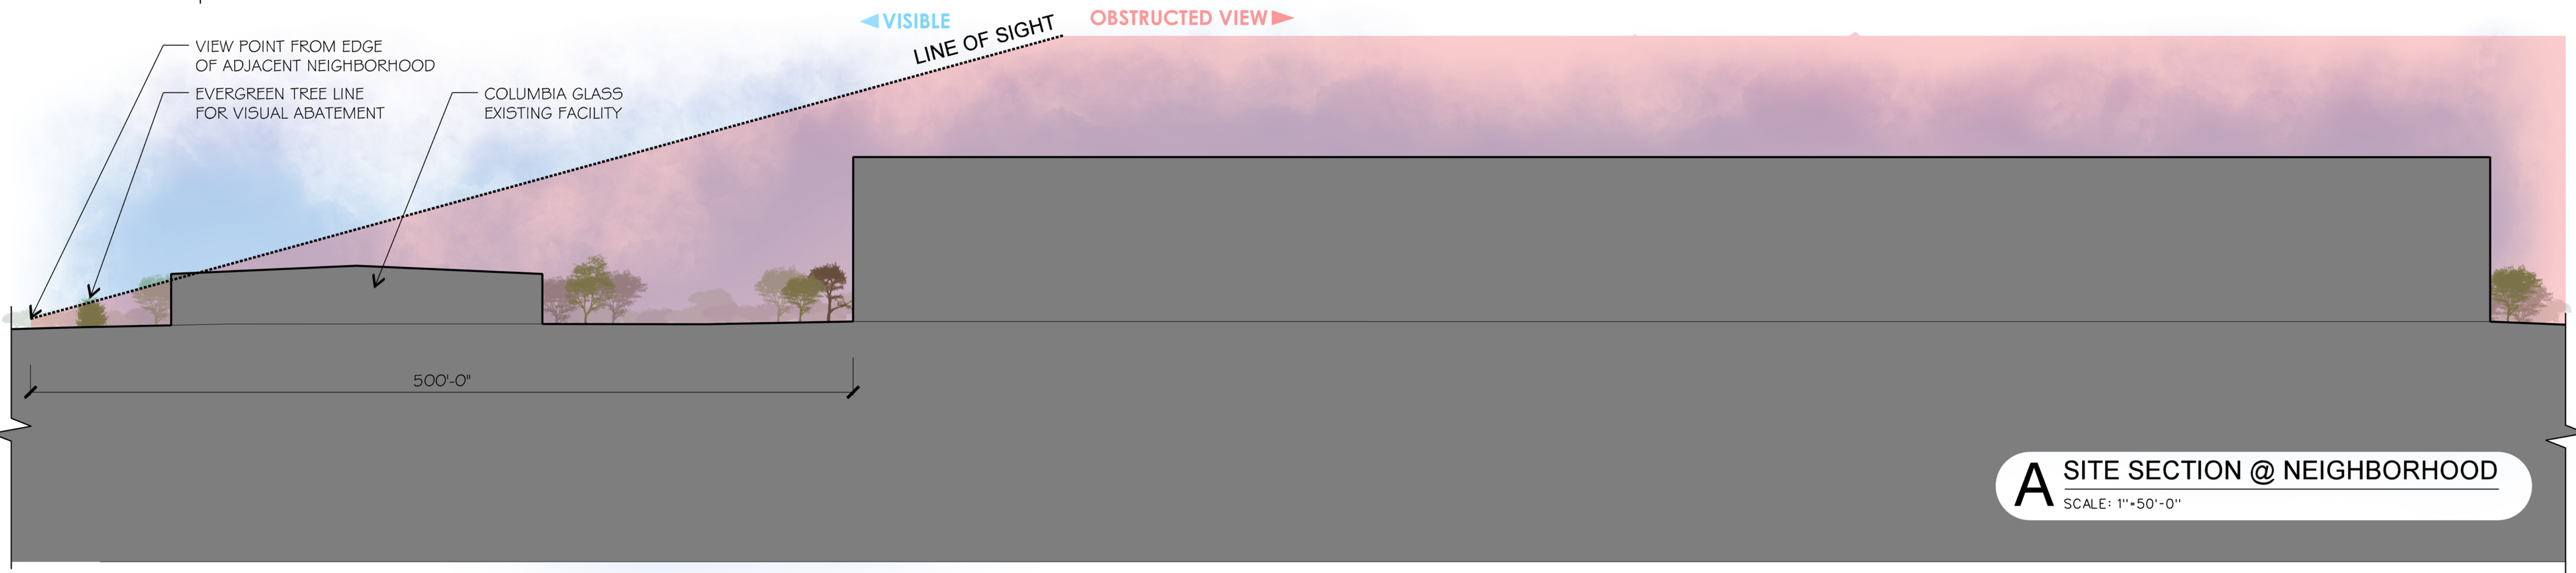 VISIBLE
OBSTRUCTED VIEW
LINE OF SIGHT
VIEW POINT FROM EDGE
OF ADJACENT NEIGHBORHOOD
EVERGREEN TREE LINE
FOR VISUAL ABATEMENT
COLUMBIA GLASS
EXISTING FACILITY
500'-0"
A
SITE SECTION @ NEIGHBORHOOD
SCALE: 1"=50'-0"